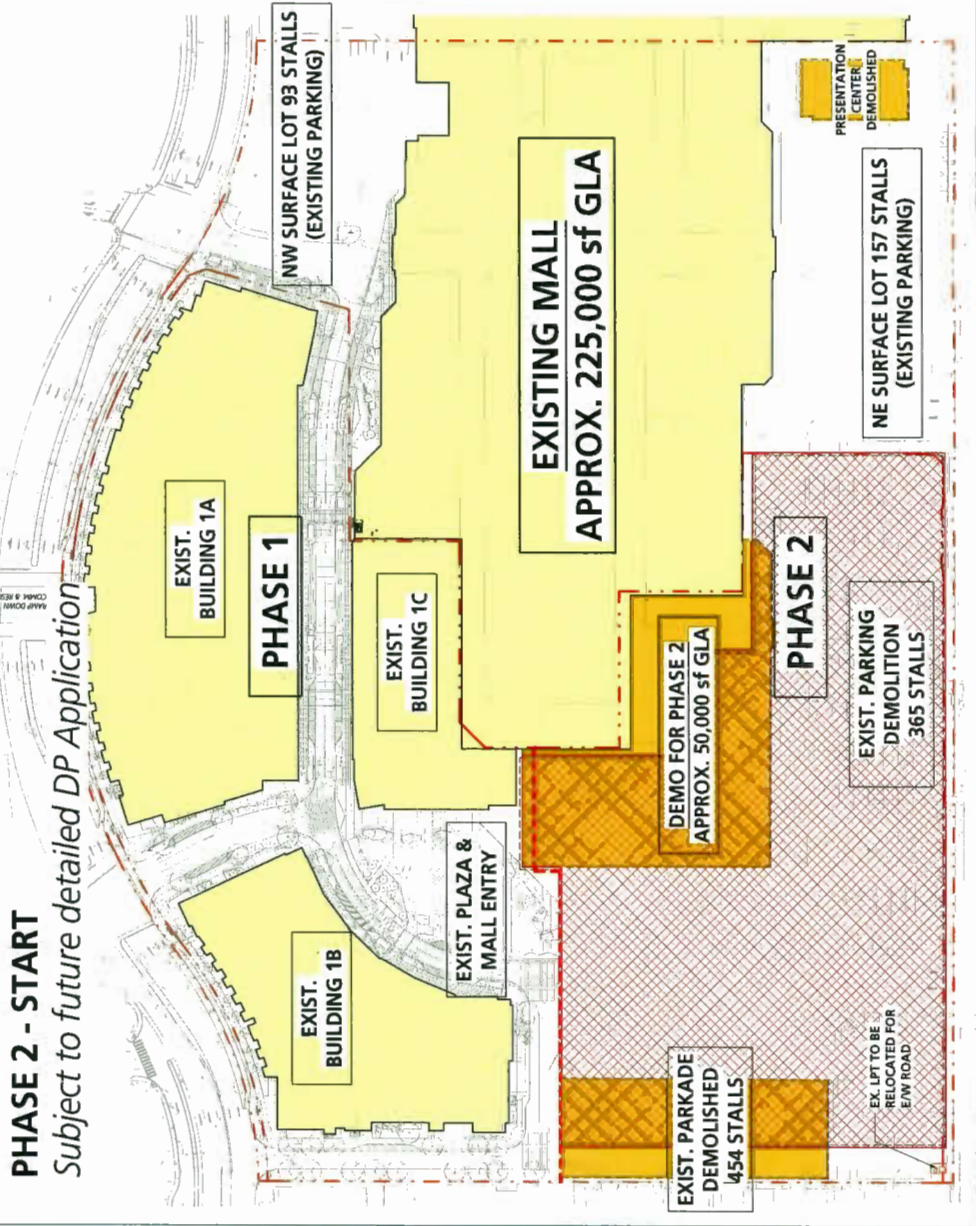 PHASE 2 - START
Subject to future detailed DP Application
RAMP DOWN
COMM. & RES
NW SURFACE LOT 93 STALLS
(EXISTING PARKING)
EXIST.
BUILDING 1A
PHASE 1
EXIST.
BUILDING 1B
EXIST.
BUILDING 1C
EXIST. PLAZA &
MALL ENTRY
EXISTING MALL
APPROX. 225,000 sf GLA
PRESENTATION
CENTER
DEMOLISHED
NE SURFACE LOT 157 STALLS
(EXISTING PARKING)
DEMO FOR PHASE 2
APPROX. 50,000 sf GLA
PHASE 2
EXIST. PARKING
DEMOLITION
365 STALLS
EXIST. PARKADE
DEMOLISHED
454 STALLS
EX. LPT TO BE
RELOCATED FOR
E/W ROAD